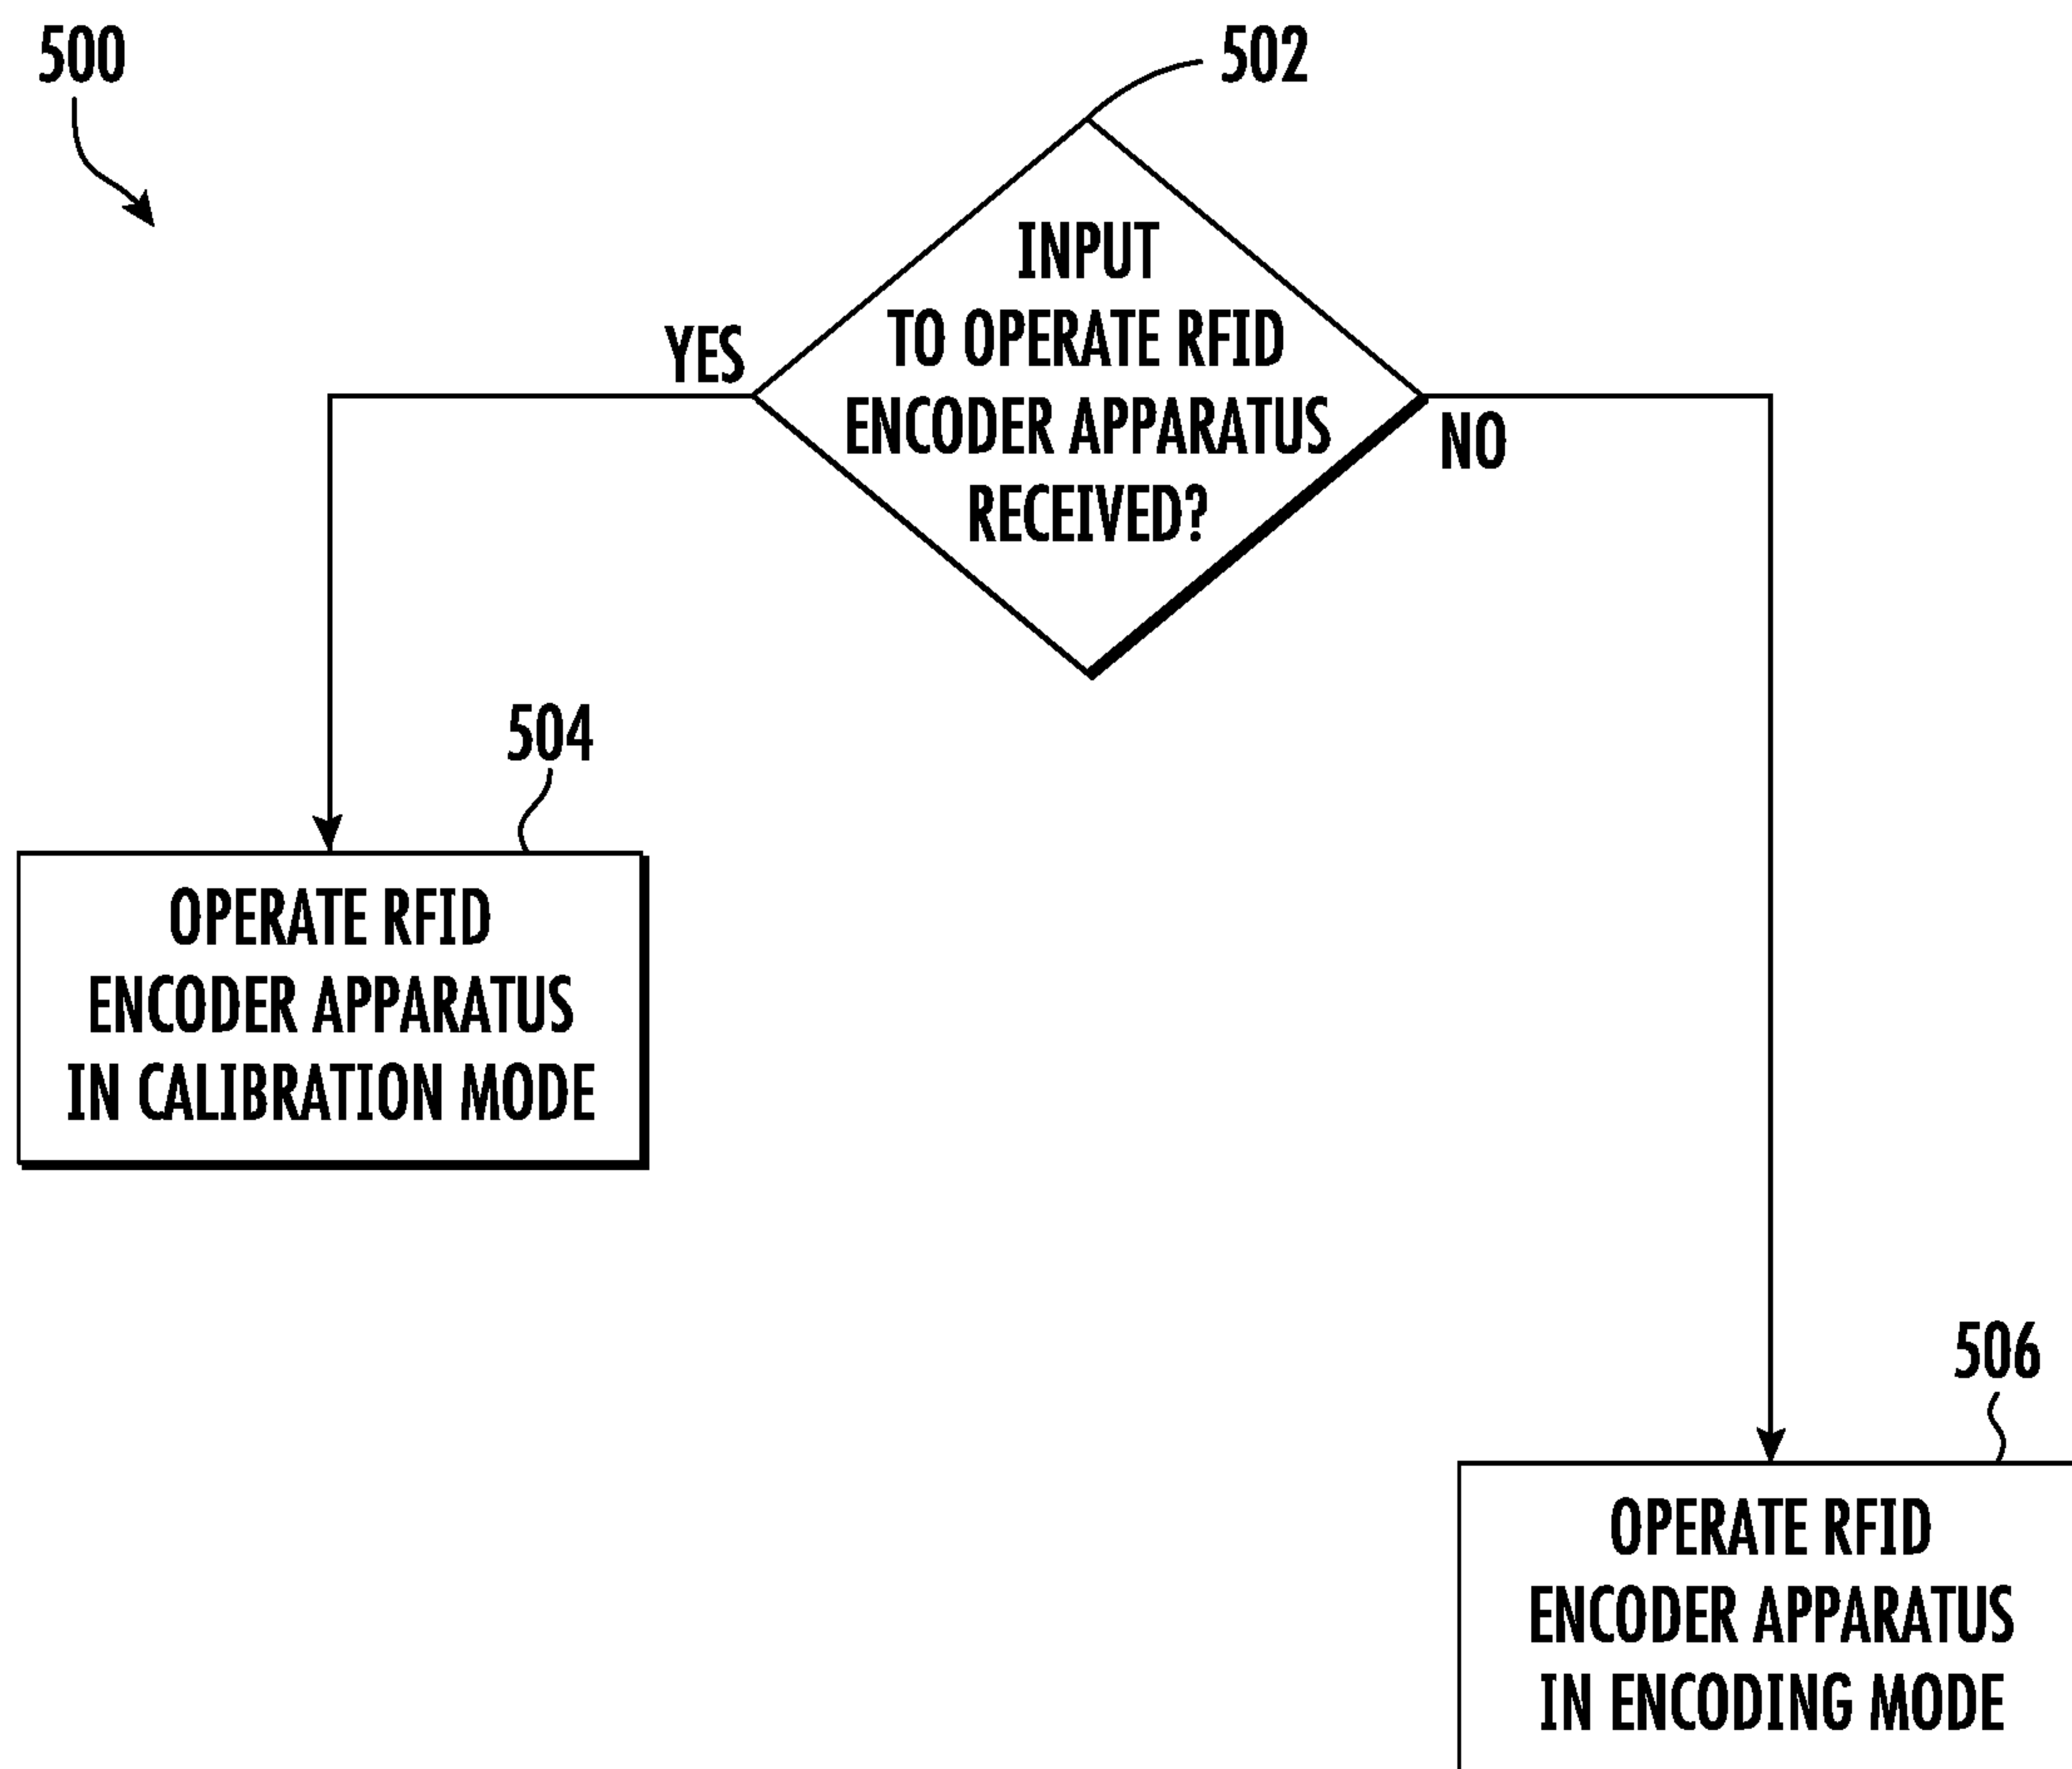 500
502
INPUT
TO OPERATE RFID
ENCODER APPARATUS
RECEIVED?
YES
NO
504
OPERATE RFID
ENCODER APPARATUS
IN CALIBRATION MODE
506
OPERATE RFID
ENCODER APPARATUS
IN ENCODING MODE